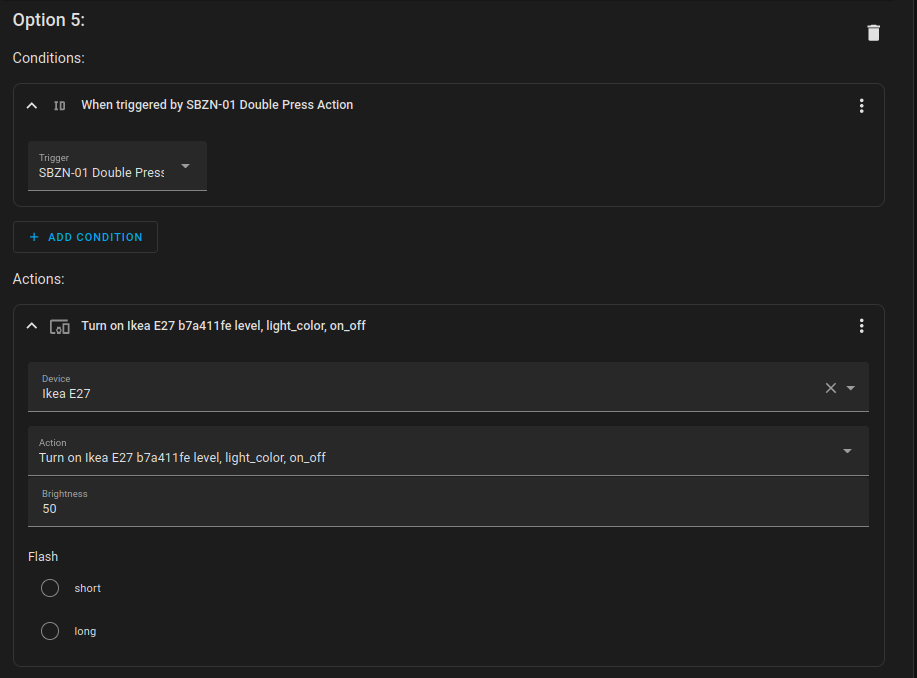 Option 5:
Conditions:
When triggered by SBZN-01 Double Press Action
Trigger
SBZN-01 Double Press
+ ADD CONDITION
Actions:
Turn on Ikea E27 b7a411fe level, light_color, on_off
Device
Ikea E27
Action
Turn on Ikea E27 b7a411fe level, light_color, on_off
Brightness
50
Flash
short
long